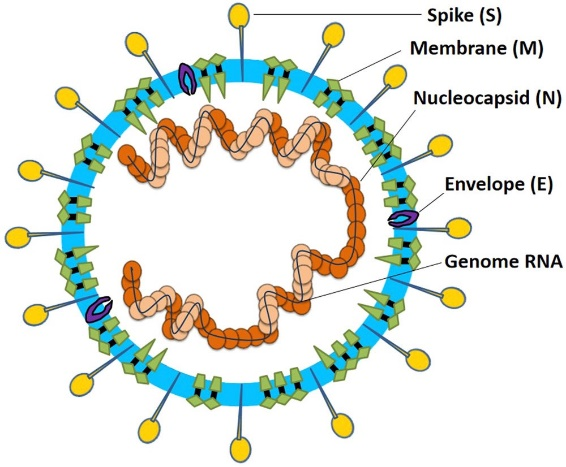 Spike (S)
Membrane (M)
Nucleocapsid (N)
Envelope (E)
Genome RNA